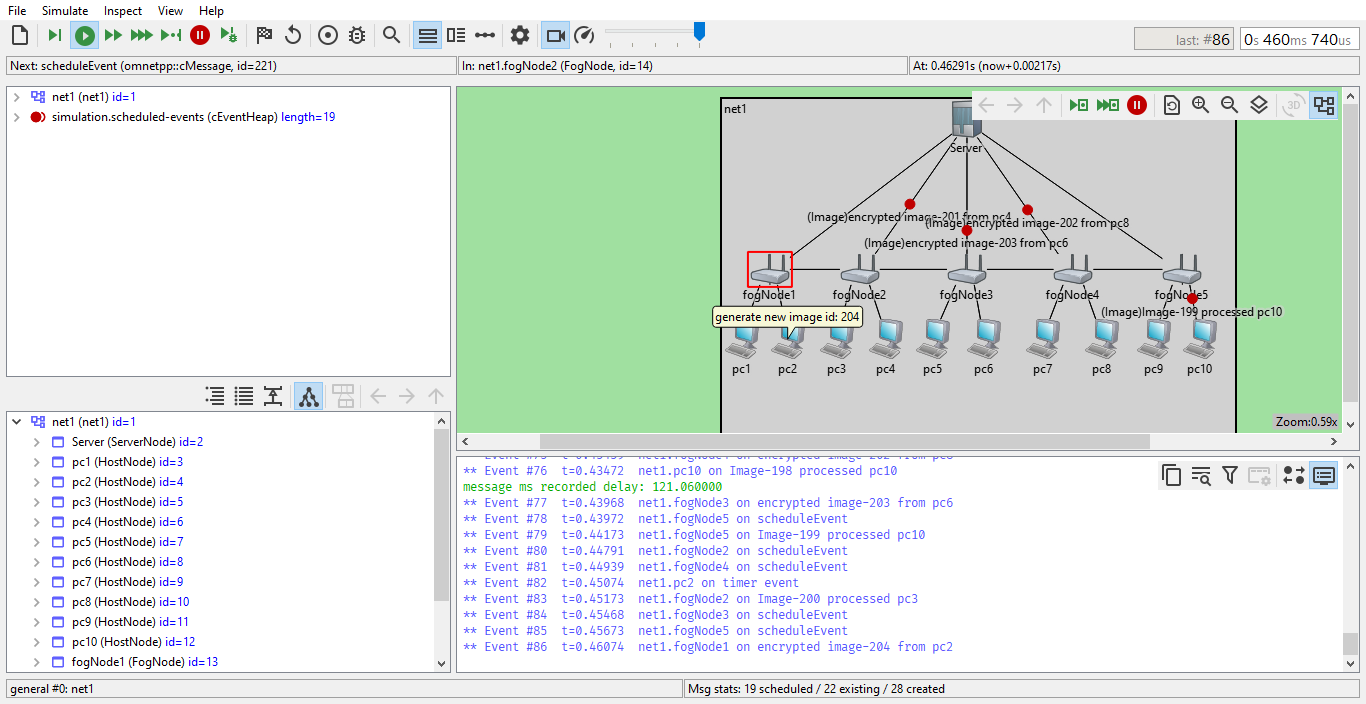 File Simulate Inspect View Help
last: #86 0s 460ms 740us
Next: scheduleEvent (omnetpp::cMessage, id=221) In: net1.fogNode2 (FogNode, id=14) At: 0.46291s (now+0.00217s)
net1 (net1) id=1
simulation.scheduled-events (cEventHeap) length=19
net1
3D
Server
(Image)encrypted image-201 from pc4
(Image)encrypted image-202 from pc8
(Image)encrypted image-203 from pc6
fogNode1 fogNode2 fogNode3 fogNode4 fogNode5
(Image)Image-199 processed pc10
generate new image id: 204
pc1 pc2 pc3 pc4 pc5 pc6 pc7 pc8 pc9 pc10
Zoom:0.59x
net1 (net1) id=1
Server (ServerNode) id=2
pc1 (HostNode) id=3
pc2 (HostNode) id=4
pc3 (HostNode) id=5
pc4 (HostNode) id=6
pc5 (HostNode) id=7
pc6 (HostNode) id=8
pc7 (HostNode) id=9
pc8 (HostNode) id=10
pc9 (HostNode) id=11
pc10 (HostNode) id=12
fogNode1 (FogNode) id=13
** Event #76 t=0.43472 net1.pc10 on Image-198 processed pc10
message ms recorded delay: 121.060000
** Event #77 t=0.43968 net1.fogNode3 on encrypted image-203 from pc6
** Event #78 t=0.43972 net1.fogNode5 on scheduleEvent
** Event #79 t=0.44173 net1.fogNode5 on Image-199 processed pc10
** Event #80 t=0.44791 net1.fogNode2 on scheduleEvent
** Event #81 t=0.44939 net1.fogNode4 on scheduleEvent
** Event #82 t=0.45074 net1.pc2 on timer event
** Event #83 t=0.45173 net1.fogNode2 on Image-200 processed pc3
** Event #84 t=0.45468 net1.fogNode3 on scheduleEvent
** Event #85 t=0.45673 net1.fogNode5 on scheduleEvent
** Event #86 t=0.46074 net1.fogNode1 on encrypted image-204 from pc2
general #0: net1 Msg stats: 19 scheduled / 22 existing / 28 created